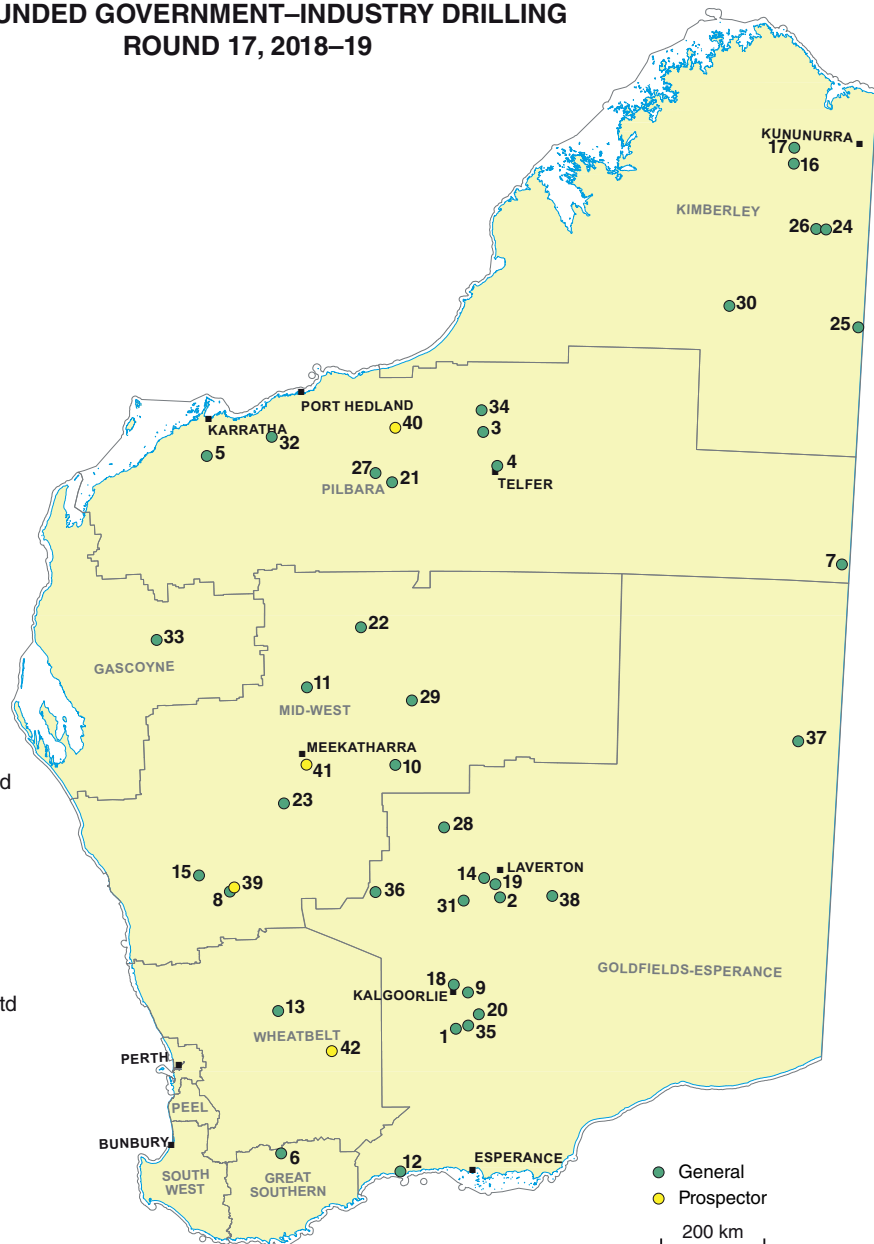 UNDED GOVERNMENT–INDUSTRY DRILLING
ROUND 17, 2018–19
KUNUNURRA
17
16
KIMBERLEY
26
24
30
25
PORT HEDLAND
34
KARRATHA
40
3
32
5
4
27
21
TELFER
PILBARA
7
22
33
GASCOYNE
11
29
MID-WEST
37
MEEKATHARRA
41
10
d
23
28
LAVERTON
15
39
14
19
8
36
2
38
31
GOLDFIELDS-ESPERANCE
18
9
KALGOORLIE
td
13
20
WHEATBELT
1
35
42
PERTH
PEEL
BUNBURY
6
12
ESPERANCE
SOUTH
WEST
GREAT
SOUTHERN
General
Prospector
200 km